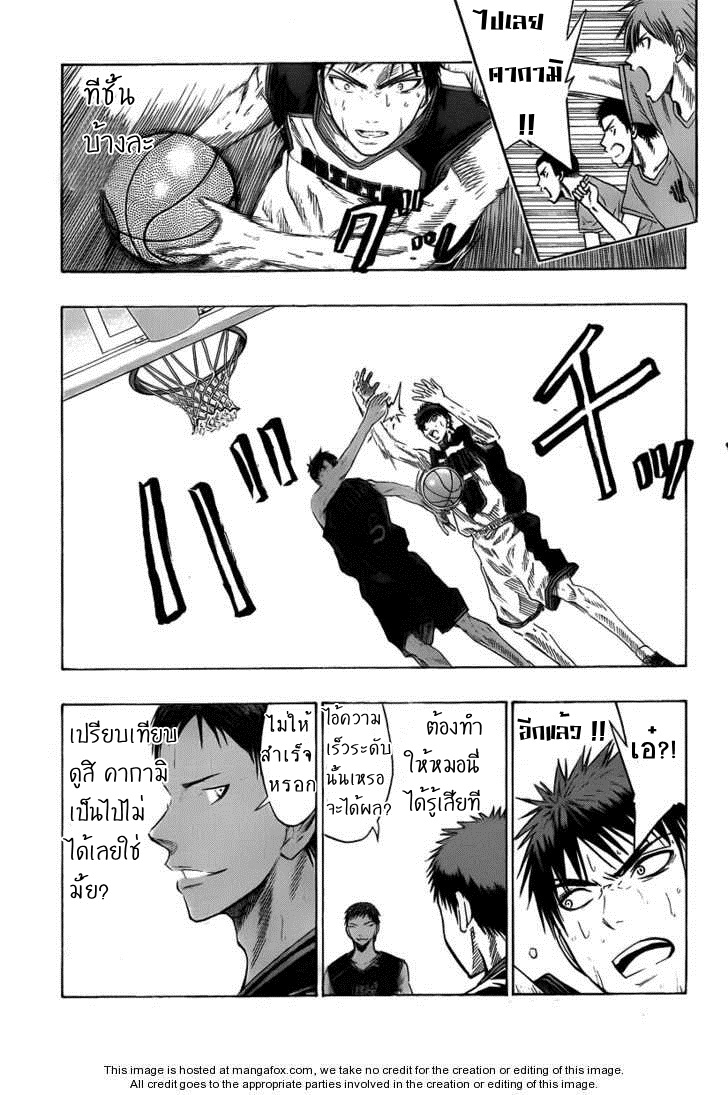 ไปเลย
คากามิ
!!
ทีชั้น
บ้างละ
เอ๋?!
อีกแล้ว !!
ต้องทำ
ให้หมอนี่
ได้รู้เสียที
ไอ้ความ
เร็วระดับ
นั้นเหรอ
จะได้ผล?
ไม่ให้
สำเร็จ
หรอก
เปรียบเทียบ
ดูสิ คากามิ
เป็นไปไม่
ได้เลยใช่
มั้ย?
This image is hosted at mangafox.com, we take no credit for the creation or editing of this image.
All credit goes to the appropriate parties involved in the creation or editing of this image.